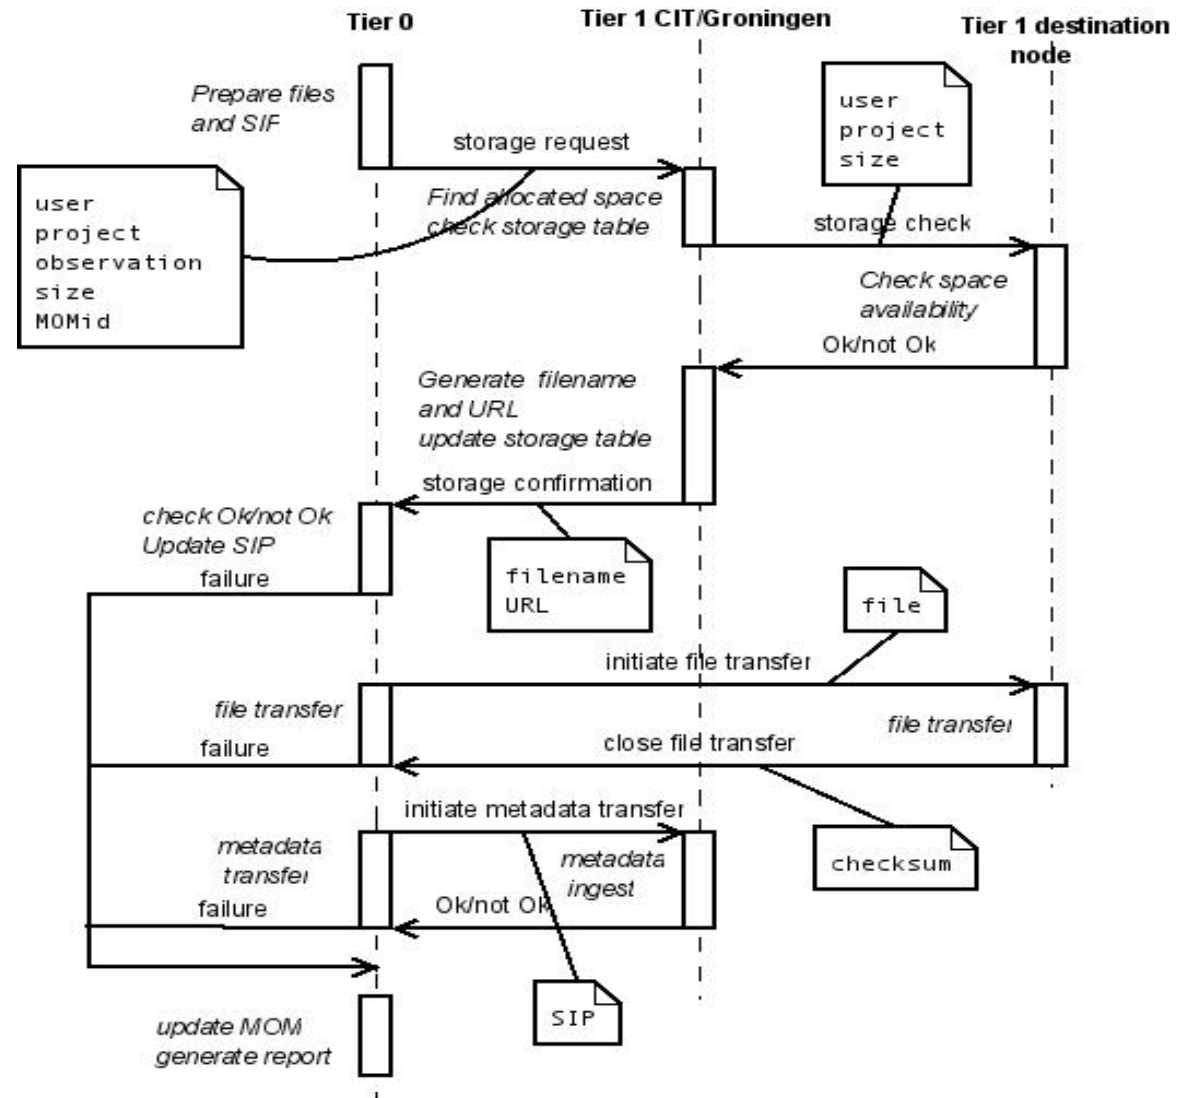 Tier 0
Tier 1 CIT/Groningen
Tier 1 destination
node
Prepare files
and SIP
user
project
size
storage request
user
project
observation
size
MOMid
Find allocated space
check storage table
storage check
Check space
availability
Ok/not Ok
Generate filename
and URL
update storage table
storage confirmation
check Ok/not Ok
Update SIP
failure
filename
URL
file
initiate file transfer
file transfer
file transfer
failure
close file transfer
initiate metadata transfer
checksum
metadata
transfer
metadata
ingest
failure
Ok/not Ok
SIP
update MOM
generate report